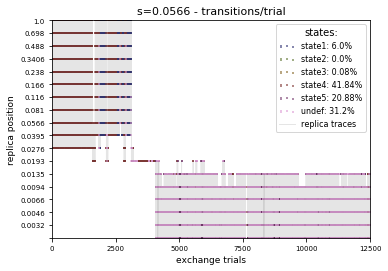 s=0.0566 - transitions/trial
1.0
0.698
0.488
0.3406
0.238
0.166
0.116
0.081
0.0566
0.0395
0.0276
0.0193
0.0135
0.0094
0.0066
0.0046
0.0032
replica position
states:
state1: 6.0%
state2: 0.0%
state3: 0.08%
state4: 41.84%
state5: 20.88%
undef: 31.2%
replica traces
0
2500
5000
7500
10000
12500
exchange trials